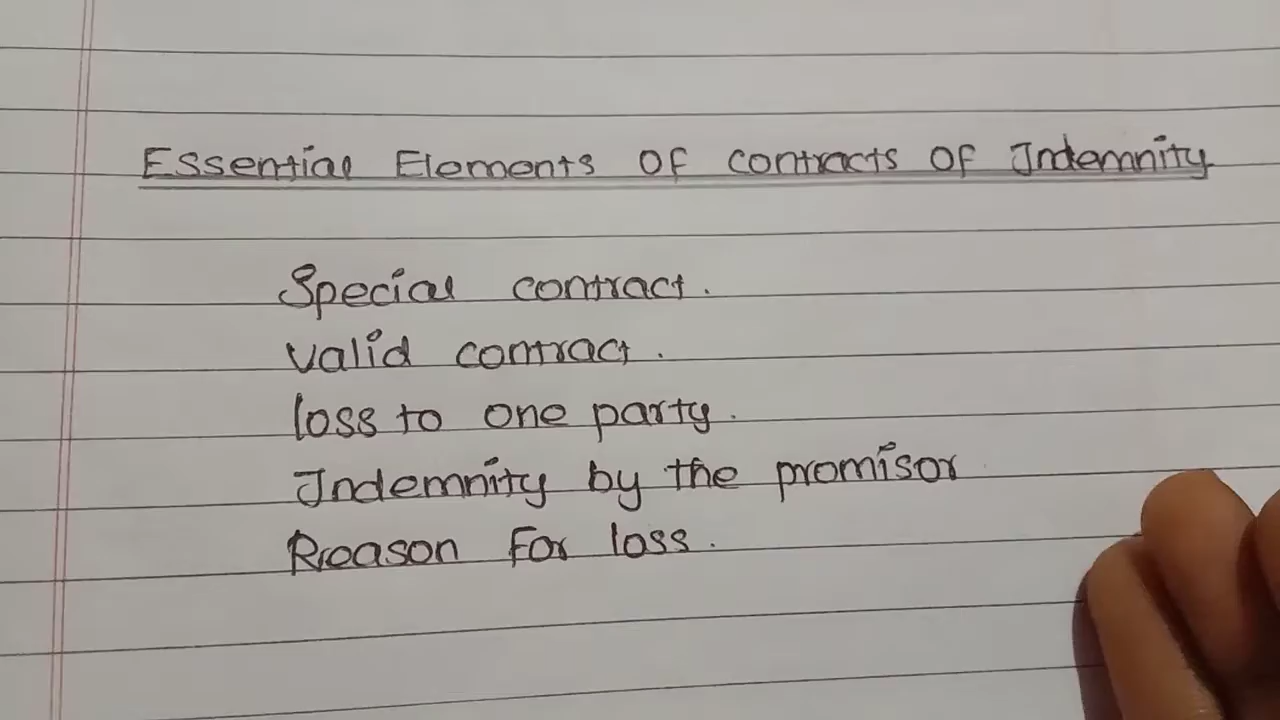 Essential Elements of contracts of Indemnity
Special contract.
valid contract.
loss to one party.
Indemnity by the promisor
Reason for loss.